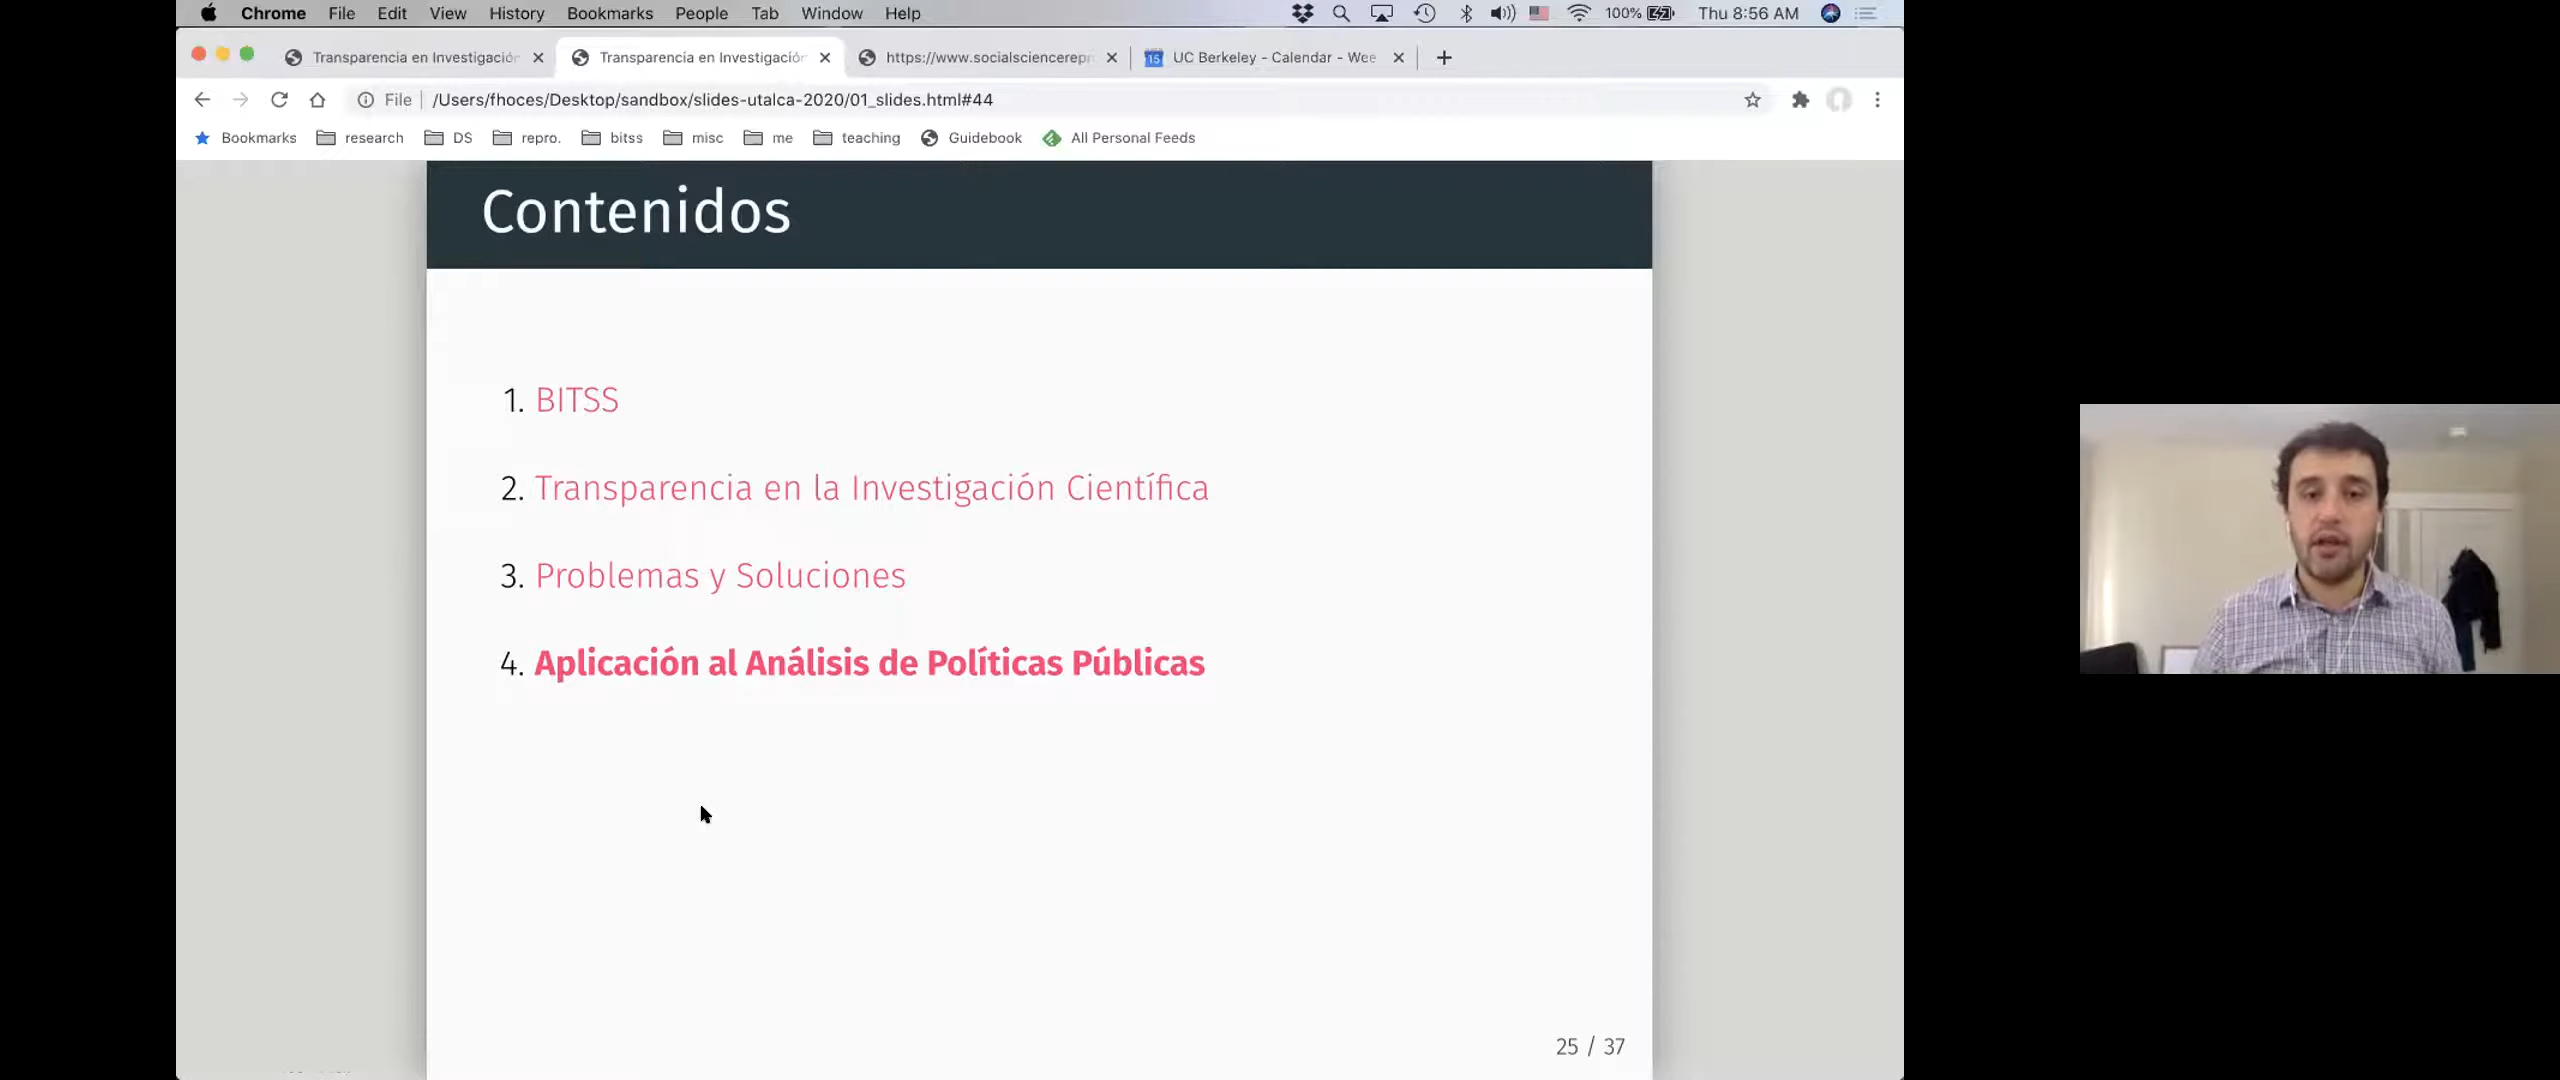 Chrome File Edit View History Bookmarks People Tab Window Help 100% Thu 8:56 AM
Transparencia en Investigación Transparencia en Investigación https://www.socialsciencerepr 15 UC Berkeley - Calendar - Wee
File /Users/fhoces/Desktop/sandbox/slides-utalca-2020/01_slides.html#44
Bookmarks research DS repro. bitss misc me teaching Guidebook All Personal Feeds
Contenidos
1. BITSS
2. Transparencia en la Investigación Científica
3. Problemas y Soluciones
4. Aplicación al Análisis de Políticas Públicas
25 / 37